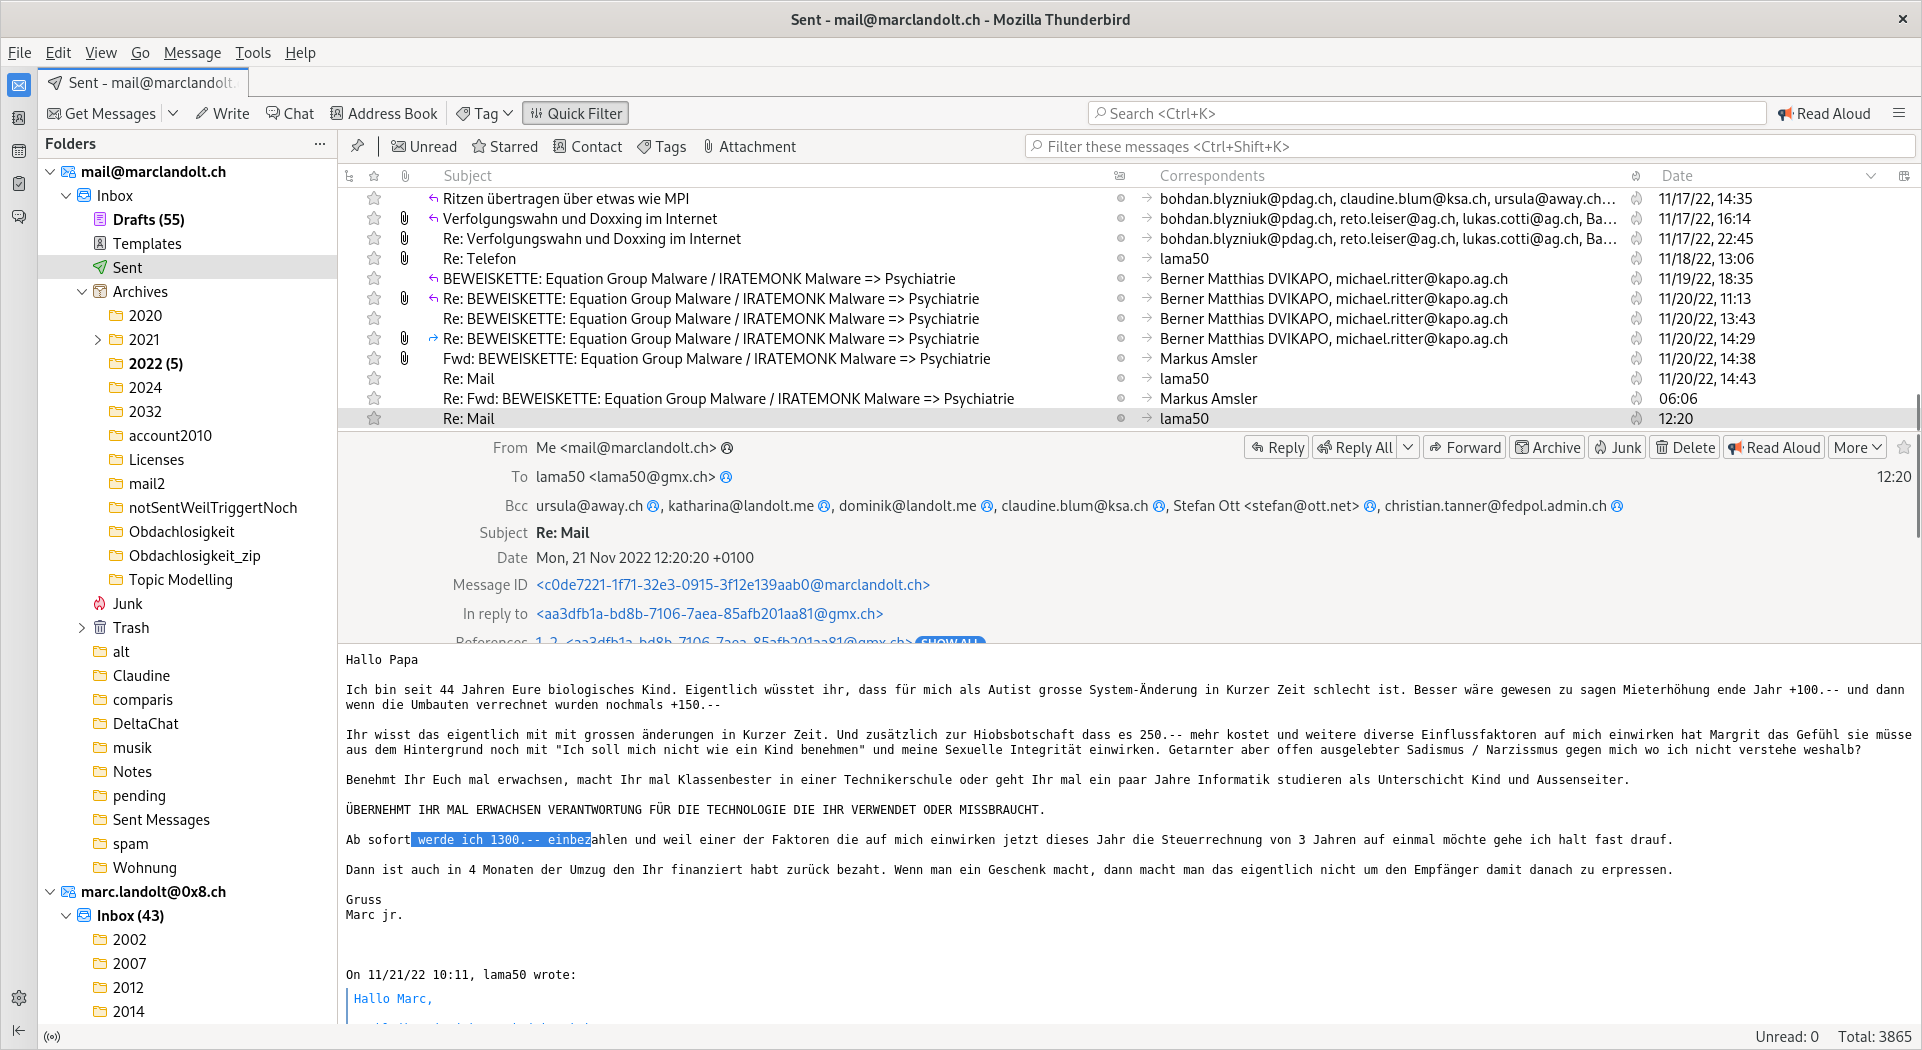 Sent - mail@marclandolt.ch - Mozilla Thunderbird
File Edit View Go Message Tools Help
Sent - mail@marclandolt.
Get Messages Write Chat Address Book Tag Quick Filter Search <Ctrl+K> Read Aloud
Folders
mail@marclandolt.ch
Inbox
Drafts (55)
Templates
Sent
Archives
2020
2021
2022 (5)
2024
2032
account2010
Licenses
mail2
notSentWeilTriggertNoch
Obdachlosigkeit
Obdachlosigkeit_zip
Topic Modelling
Junk
Trash
alt
Claudine
comparis
DeltaChat
musik
Notes
pending
Sent Messages
spam
Wohnung
marc.landolt@0x8.ch
Inbox (43)
2002
2007
2012
2014
Unread Starred Contact Tags Attachment Filter these messages <Ctrl+Shift+K>
Subject Correspondents Date
Ritzen übertragen über etwas wie MPI bohdan.blyzniuk@pdag.ch, claudine.blum@ksa.ch, ursula@away.ch… 11/17/22, 14:35
Verfolgungswahn und Doxxing im Internet bohdan.blyzniuk@pdag.ch, reto.leiser@ag.ch, lukas.cotti@ag.ch, Ba… 11/17/22, 16:14
Re: Verfolgungswahn und Doxxing im Internet bohdan.blyzniuk@pdag.ch, reto.leiser@ag.ch, lukas.cotti@ag.ch, Ba… 11/17/22, 22:45
Re: Telefon lama50 11/18/22, 13:06
BEWEISKETTE: Equation Group Malware / IRATEMONK Malware => Psychiatrie Berner Matthias DVIKAPO, michael.ritter@kapo.ag.ch 11/19/22, 18:35
Re: BEWEISKETTE: Equation Group Malware / IRATEMONK Malware => Psychiatrie Berner Matthias DVIKAPO, michael.ritter@kapo.ag.ch 11/20/22, 11:13
Re: BEWEISKETTE: Equation Group Malware / IRATEMONK Malware => Psychiatrie Berner Matthias DVIKAPO, michael.ritter@kapo.ag.ch 11/20/22, 13:43
Re: BEWEISKETTE: Equation Group Malware / IRATEMONK Malware => Psychiatrie Berner Matthias DVIKAPO, michael.ritter@kapo.ag.ch 11/20/22, 14:29
Fwd: BEWEISKETTE: Equation Group Malware / IRATEMONK Malware => Psychiatrie Markus Amsler 11/20/22, 14:38
Re: Mail lama50 11/20/22, 14:43
Re: Fwd: BEWEISKETTE: Equation Group Malware / IRATEMONK Malware => Psychiatrie Markus Amsler 06:06
Re: Mail lama50 12:20
From Me <mail@marclandolt.ch> Reply Reply All Forward Archive Junk Delete Read Aloud More
To lama50 <lama50@gmx.ch> 12:20
Bcc ursula@away.ch, katharina@landolt.me, dominik@landolt.me, claudine.blum@ksa.ch, Stefan Ott <stefan@ott.net>, christian.tanner@fedpol.admin.ch
Subject Re: Mail
Date Mon, 21 Nov 2022 12:20:20 +0100
Message ID <c0de7221-1f71-32e3-0915-3f12e139aab0@marclandolt.ch>
In reply to <aa3dfb1a-bd8b-7106-7aea-85afb201aa81@gmx.ch>
References 1, 2, <aa3dfb1a-bd8b-7106-7aea-85afb201aa81@gmx.ch> SHOW ALL
Hallo Papa
Ich bin seit 44 Jahren Eure biologisches Kind. Eigentlich wüsstet ihr, dass für mich als Autist grosse System-Änderung in Kurzer Zeit schlecht ist. Besser wäre gewesen zu sagen Mieterhöhung ende Jahr +100.-- und dann
wenn die Umbauten verrechnet wurden nochmals +150.--
Ihr wisst das eigentlich mit mit grossen änderungen in Kurzer Zeit. Und zusätzlich zur Hiobsbotschaft dass es 250.-- mehr kostet und weitere diverse Einflussfaktoren auf mich einwirken hat Margrit das Gefühl sie müsse
aus dem Hintergrund noch mit "Ich soll mich nicht wie ein Kind benehmen" und meine Sexuelle Integrität einwirken. Getarnter aber offen ausgelebter Sadismus / Narzissmus gegen mich wo ich nicht verstehe weshalb?
Benehmt Ihr Euch mal erwachsen, macht Ihr mal Klassenbester in einer Technikerschule oder geht Ihr mal ein paar Jahre Informatik studieren als Unterschicht Kind und Aussenseiter.
ÜBERNEHMT IHR MAL ERWACHSEN VERANTWORTUNG FÜR DIE TECHNOLOGIE DIE IHR VERWENDET ODER MISSBRAUCHT.
Ab sofort werde ich 1300.-- einbezahlen und weil einer der Faktoren die auf mich einwirken jetzt dieses Jahr die Steuerrechnung von 3 Jahren auf einmal möchte gehe ich halt fast drauf.
Dann ist auch in 4 Monaten der Umzug den Ihr finanziert habt zurück bezaht. Wenn man ein Geschenk macht, dann macht man das eigentlich nicht um den Empfänger damit danach zu erpressen.
Gruss
Marc jr.
On 11/21/22 10:11, lama50 wrote:
Hallo Marc,
Unread: 0 Total: 3865